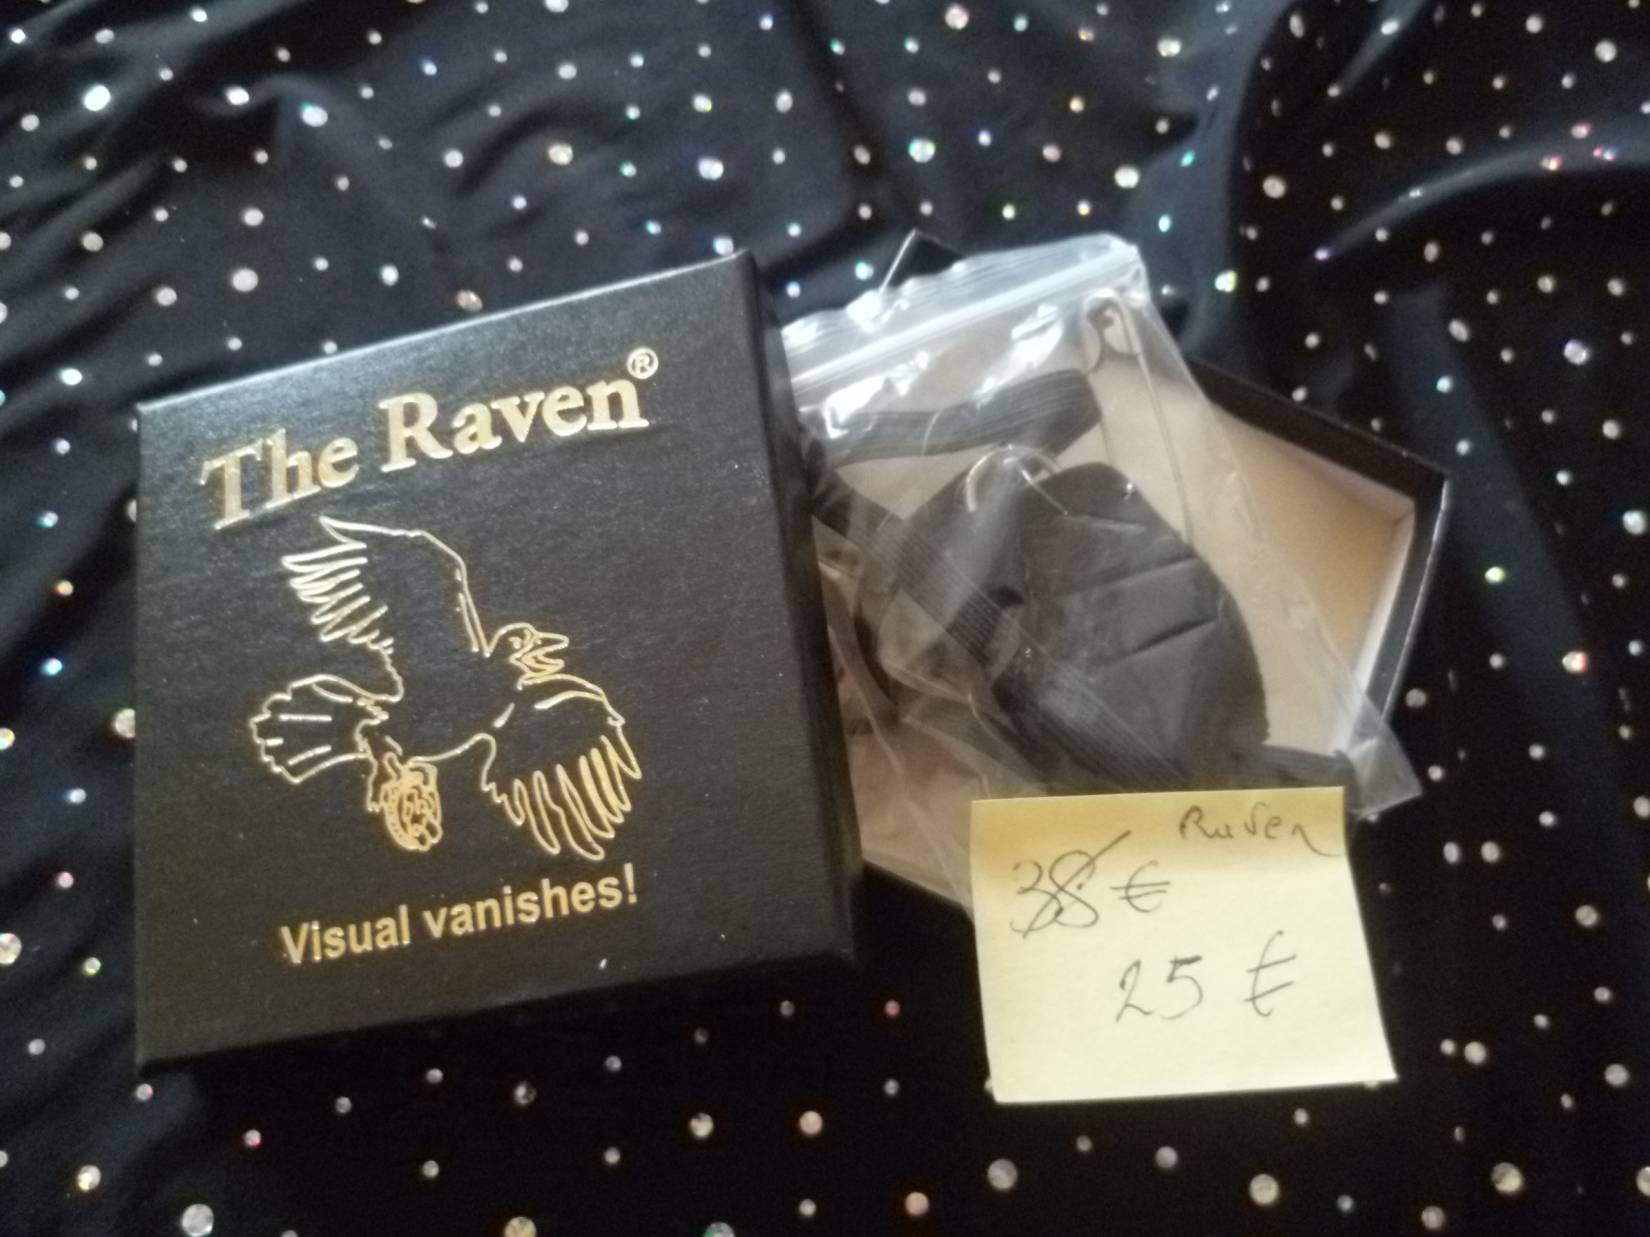 The Raven®
Visual vanishes!
Raven
38 €
25 €